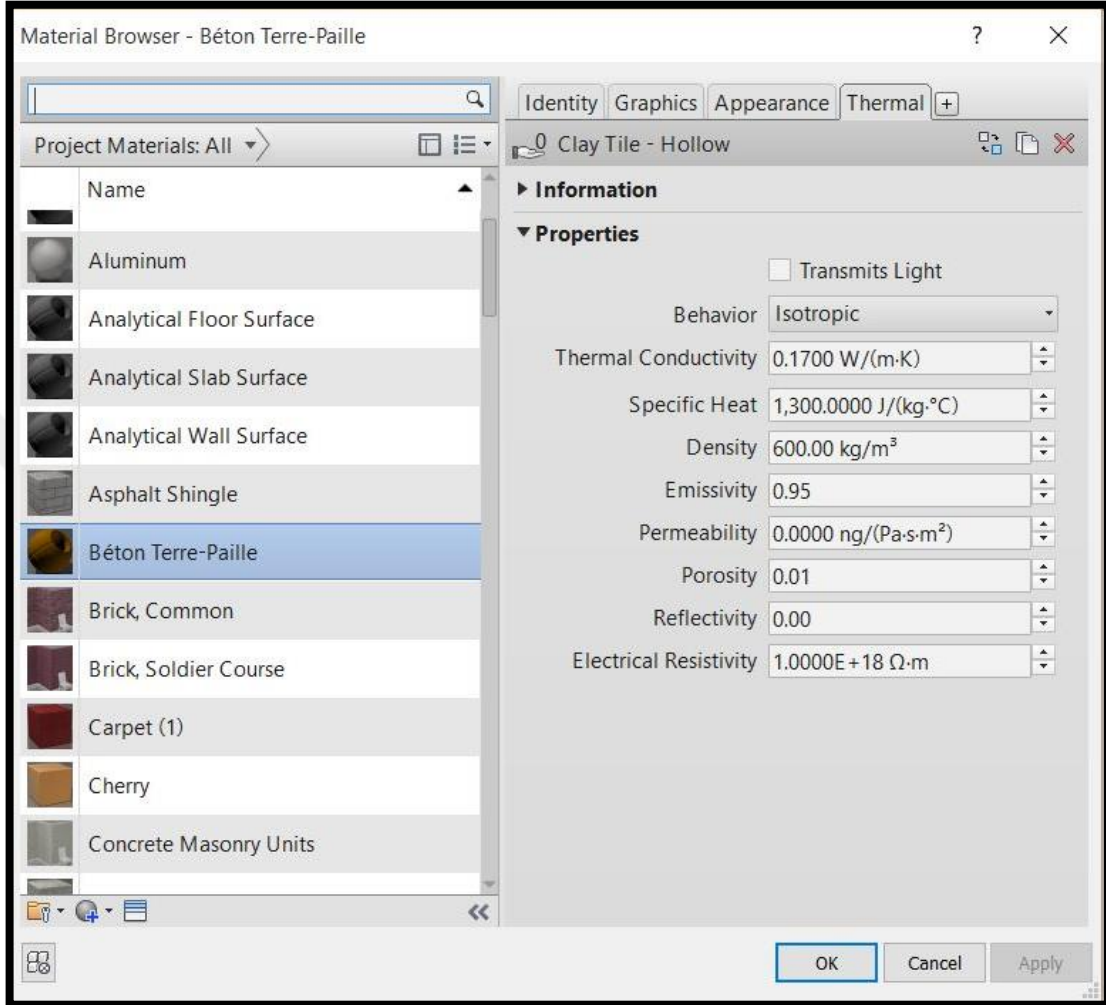 Material Browser - Béton Terre-Paille
?
Project Materials: All
Name
Aluminum
Analytical Floor Surface
Analytical Slab Surface
Analytical Wall Surface
Asphalt Shingle
Béton Terre-Paille
Brick, Common
Brick, Soldier Course
Carpet (1)
Cherry
Concrete Masonry Units
Identity Graphics Appearance Thermal +
0 Clay Tile - Hollow
Information
Properties
Transmits Light
Behavior Isotropic
Thermal Conductivity 0.1700 W/(m·K)
Specific Heat 1,300.0000 J/(kg·°C)
Density 600.00 kg/m³
Emissivity 0.95
Permeability 0.0000 ng/(Pa·s·m²)
Porosity 0.01
Reflectivity 0.00
Electrical Resistivity 1.0000E+18 Ω·m
OK Cancel Apply